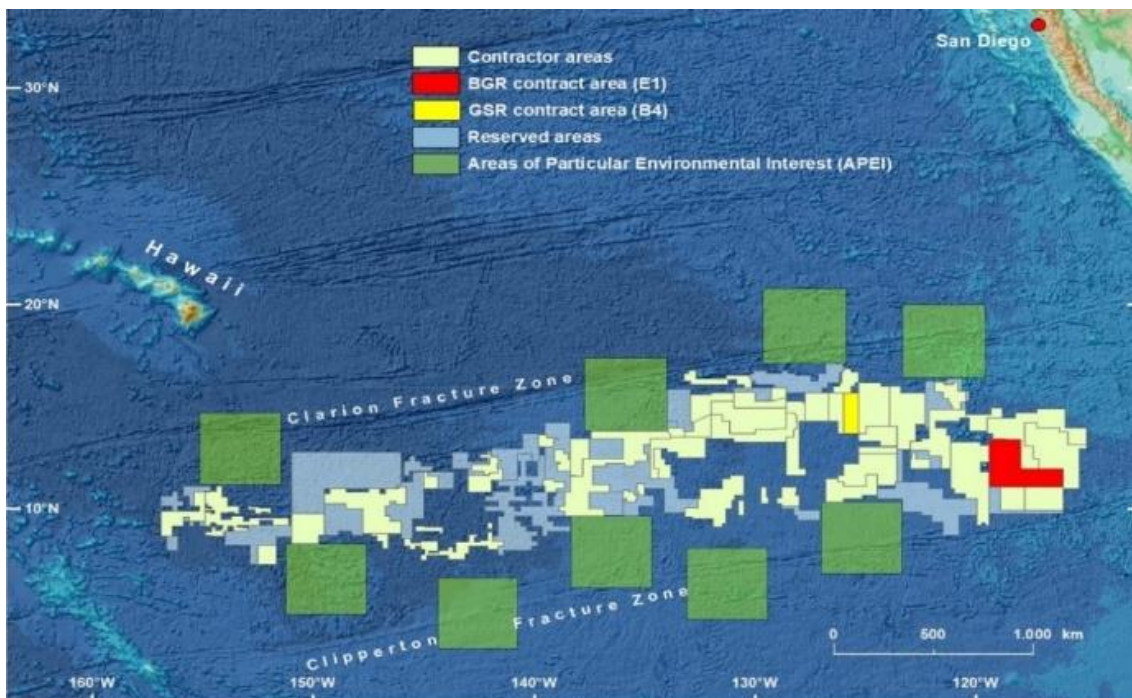 San Diego
Contractor areas
BGR contract area (E1)
GSR contract area (B4)
Reserved areas
Areas of Particular Environmental Interest (APEI)
30°N
Hawaii
20°N
Clarion Fracture Zone
10°N
Clipperton Fracture Zone
0 500 1.000 km
160°W 150°W 140°W 130°W 120°W